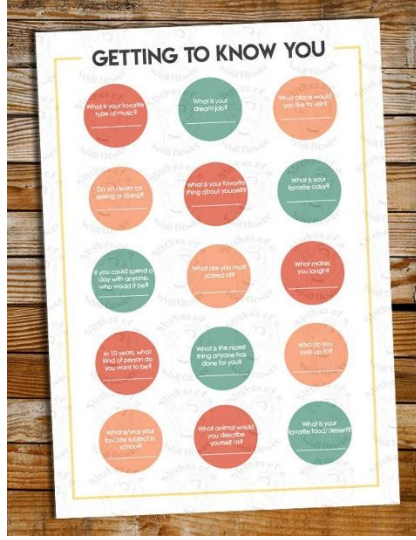 GETTING TO KNOW YOU
What is your favorite
type of music?
What is your
dream job?
What place would
you like to visit?
Do you learn by
seeing or doing?
What is your favorite
thing about yourself?
What is your
favorite color?
If you could spend a
day with anyone,
who would it be?
What are you most
scared of?
What makes
you laugh?
In 10 years, what
kind of person do
you want to be?
What is the nicest
thing anyone has
done for you?
Who do you
look up to?
What is/was your
favorite subject in
school?
What animal would
you describe
yourself as?
What is your
favorite food/dessert?